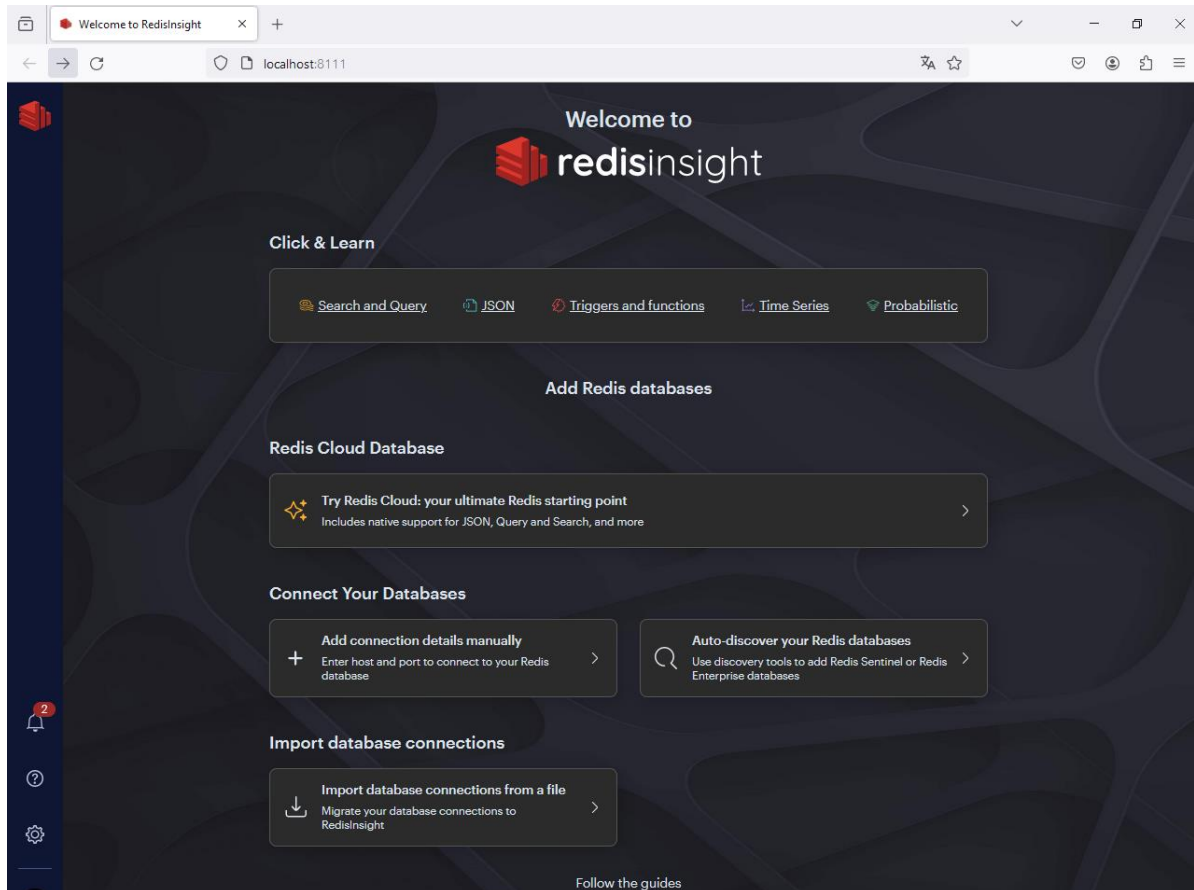 Welcome to RedisInsight
localhost:8111
Welcome to
redisinsight
Click & Learn
Search and Query JSON Triggers and functions Time Series Probabilistic
Add Redis databases
Redis Cloud Database
Try Redis Cloud: your ultimate Redis starting point
Includes native support for JSON, Query and Search, and more
Connect Your Databases
Add connection details manually
Enter host and port to connect to your Redis
database
Auto-discover your Redis databases
Use discovery tools to add Redis Sentinel or Redis
Enterprise databases
2
Import database connections
Import database connections from a file
Migrate your database connections to
RedisInsight
Follow the guides